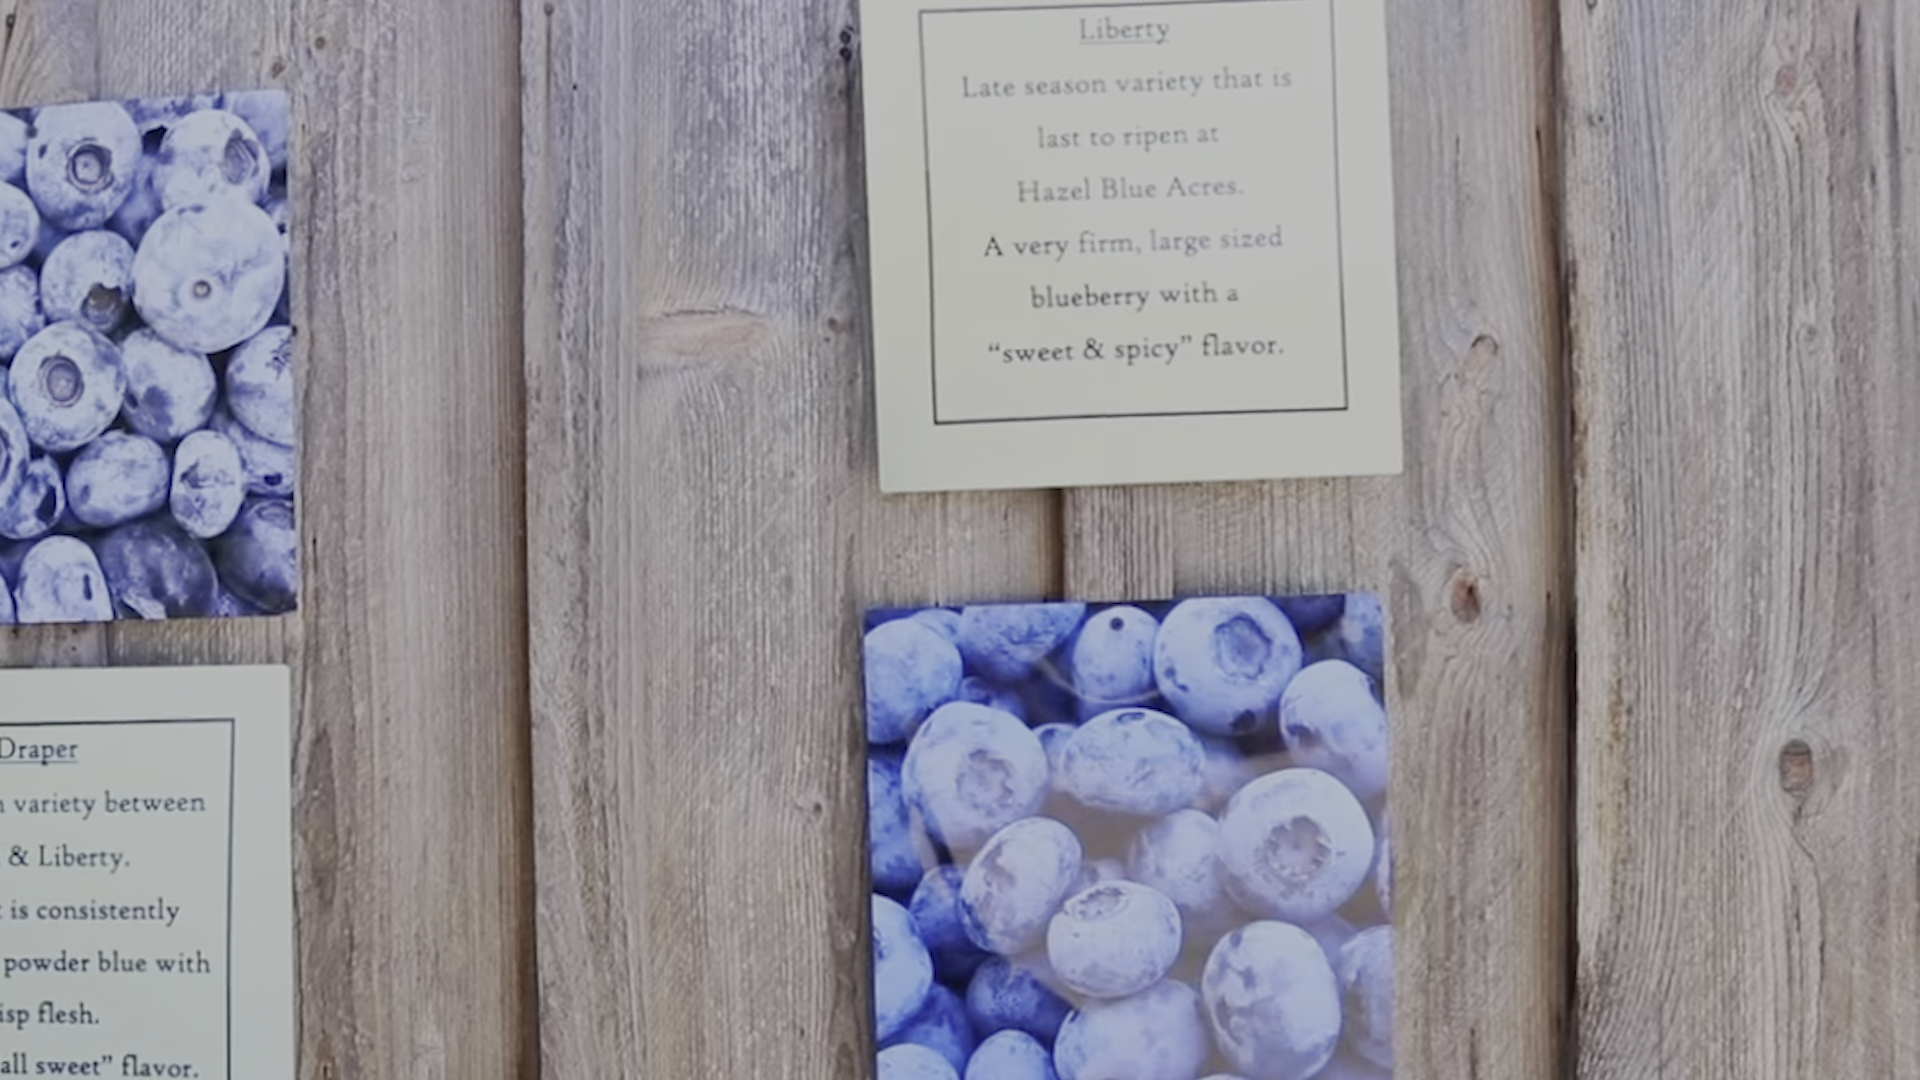 Liberty
Late season variety that is
last to ripen at
Hazel Blue Acres.
A very firm, large sized
blueberry with a
“sweet & spicy” flavor.
Draper
variety between
& Liberty.
is consistently
powder blue with
flesh.
all sweet” flavor.